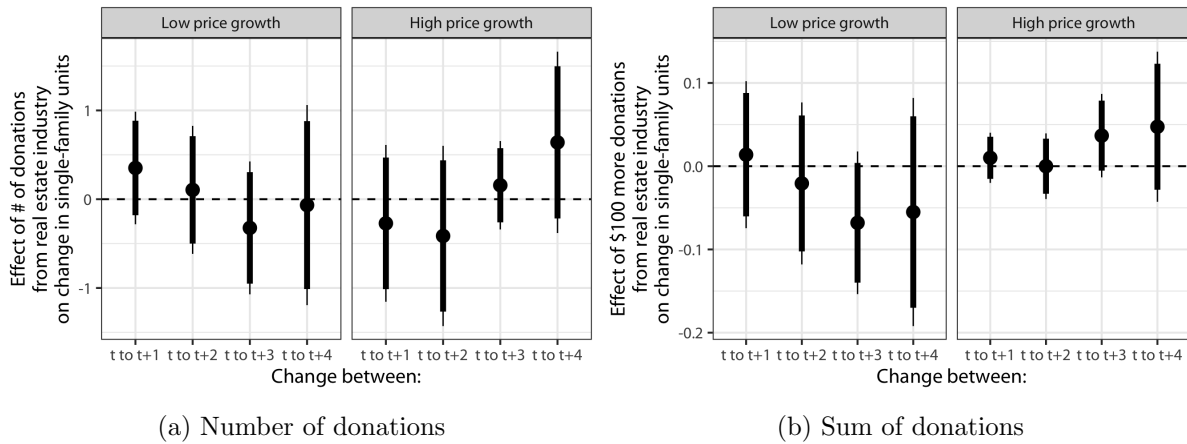 Low price growth
High price growth
Effect of # of donations
from real estate industry
on change in single-family units
1
0
-1
t to t+1 t to t+2 t to t+3 t to t+4
t to t+1 t to t+2 t to t+3 t to t+4
Change between:
(a) Number of donations
Low price growth
High price growth
Effect of $100 more donations
from real estate industry
on change in single-family units
0.1
0.0
-0.1
-0.2
t to t+1 t to t+2 t to t+3 t to t+4
t to t+1 t to t+2 t to t+3 t to t+4
Change between:
(b) Sum of donations